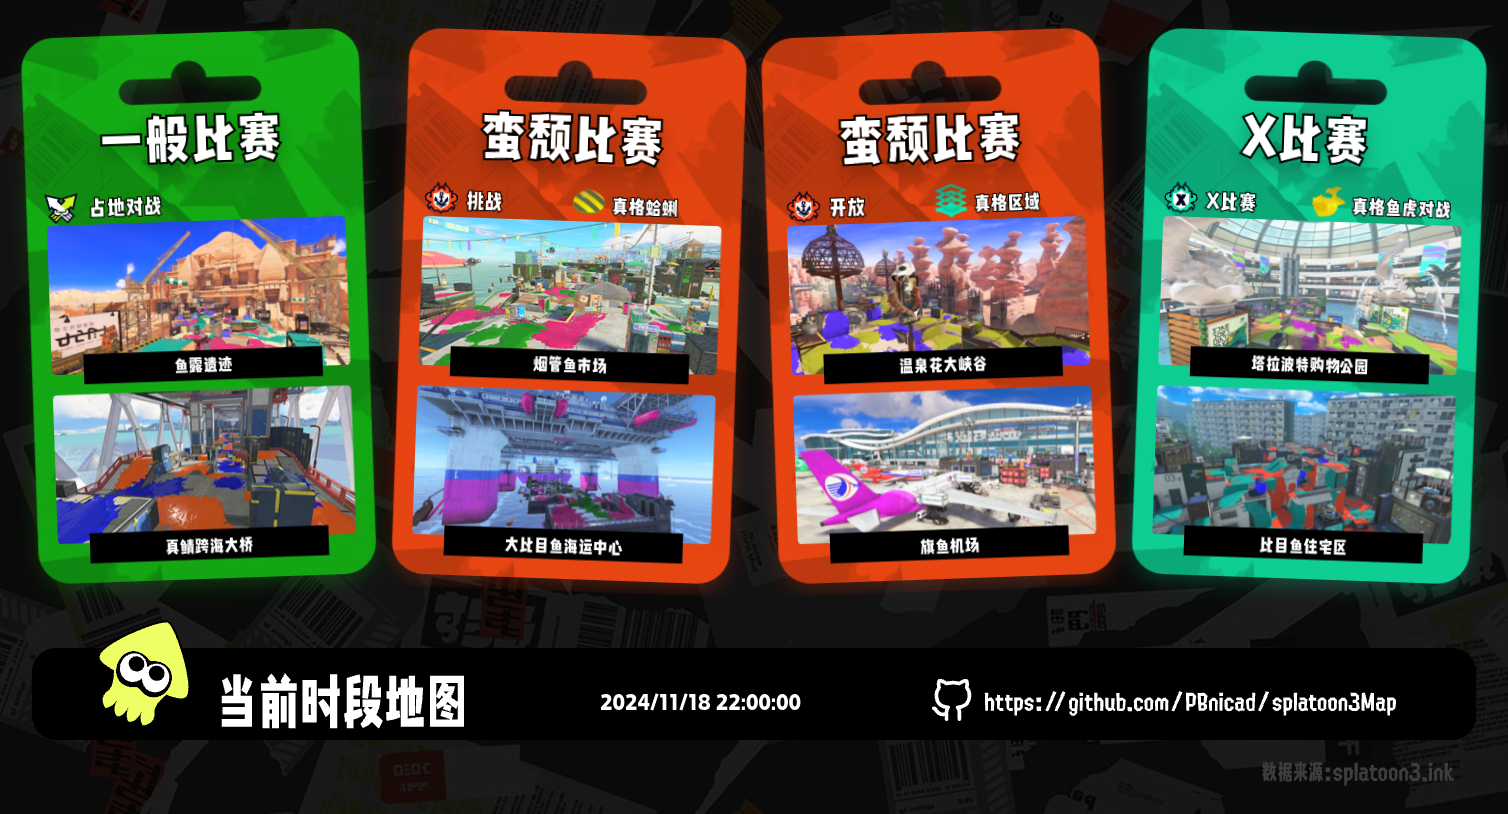 一般比赛
占地对战
鱼露遗迹
真鲭跨海大桥
蛮颓比赛
挑战
真格蛤蜊
烟管鱼市场
大比目鱼海运中心
蛮颓比赛
开放
真格区域
温泉花大峡谷
旗鱼机场
X比赛
X比赛
真格鱼虎对战
塔拉波特购物公园
比目鱼住宅区
当前时段地图
2024/11/18 22:00:00
https://github.com/PBnicad/splatoon3Map
数据来源:splatoon3.ink